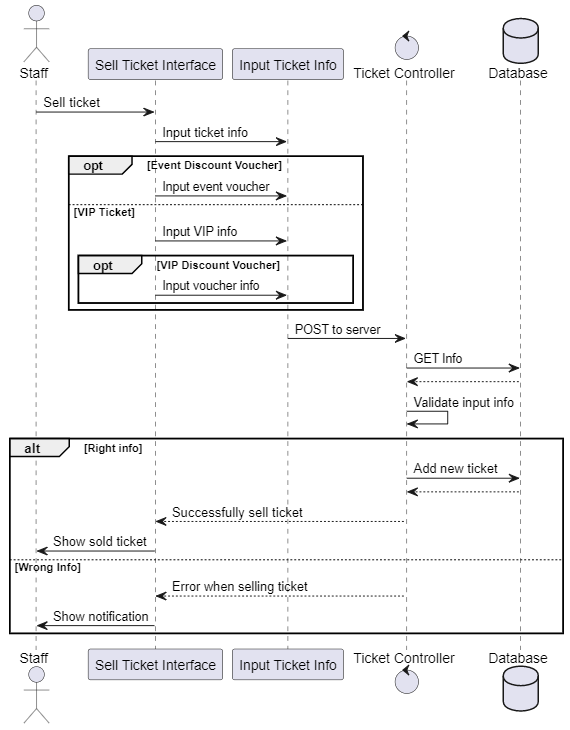 Staff
Sell Ticket Interface
Input Ticket Info
Ticket Controller
Database
Sell ticket
Input ticket info
opt
[Event Discount Voucher]
Input event voucher
[VIP Ticket]
Input VIP info
opt
[VIP Discount Voucher]
Input voucher info
POST to server
GET Info
Validate input info
alt
[Right info]
Add new ticket
Successfully sell ticket
Show sold ticket
[Wrong Info]
Error when selling ticket
Show notification
Staff
Sell Ticket Interface
Input Ticket Info
Ticket Controller
Database